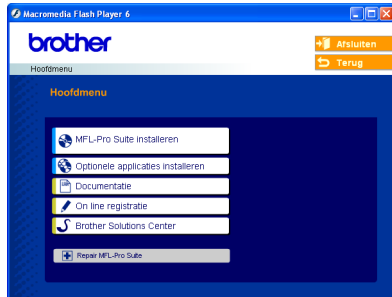 Macromedia Flash Player 6
brother
Afsluiten
Hoofdmenu
Terug
Hoofdmenu
MFL-Pro Suite installeren
Optionele applicaties installeren
Documentatie
On line registratie
Brother Solutions Center
Repair MFL-Pro Suite